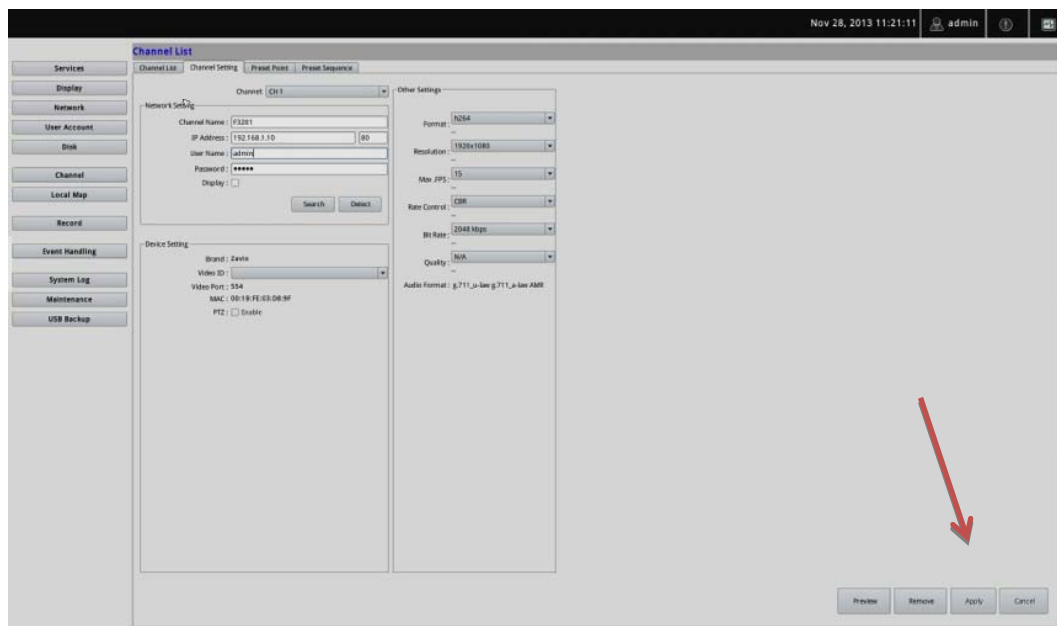 Nov 28, 2013 11:21:11 admin
Channel List
Channel List Channel Setting Preset Point Preset Sequence
Services
Display
Network
User Account
Disk
Channel
Local Map
Record
Event Handling
System Log
Maintenance
USB Backup
Channel: CH 1
Network Setting
Channel Name : F3201
IP Address : 192.168.1.10 80
User Name : admin
Password : •••••
Display :
Search Detect
Device Setting
Brand : Zavio
Video ID :
Video Port : 554
MAC : 00:19:FE:03:D8:9F
PTZ : Enable
Other Settings
Format : h264
--
Resolution : 1920x1080
--
Max .FPS : 15
--
Rate Control : CBR
--
Bit Rate : 2048 kbps
--
Quality : N/A
--
Audio Format : g.711_u-law g.711_a-law AMR
Preview Remove Apply Cancel